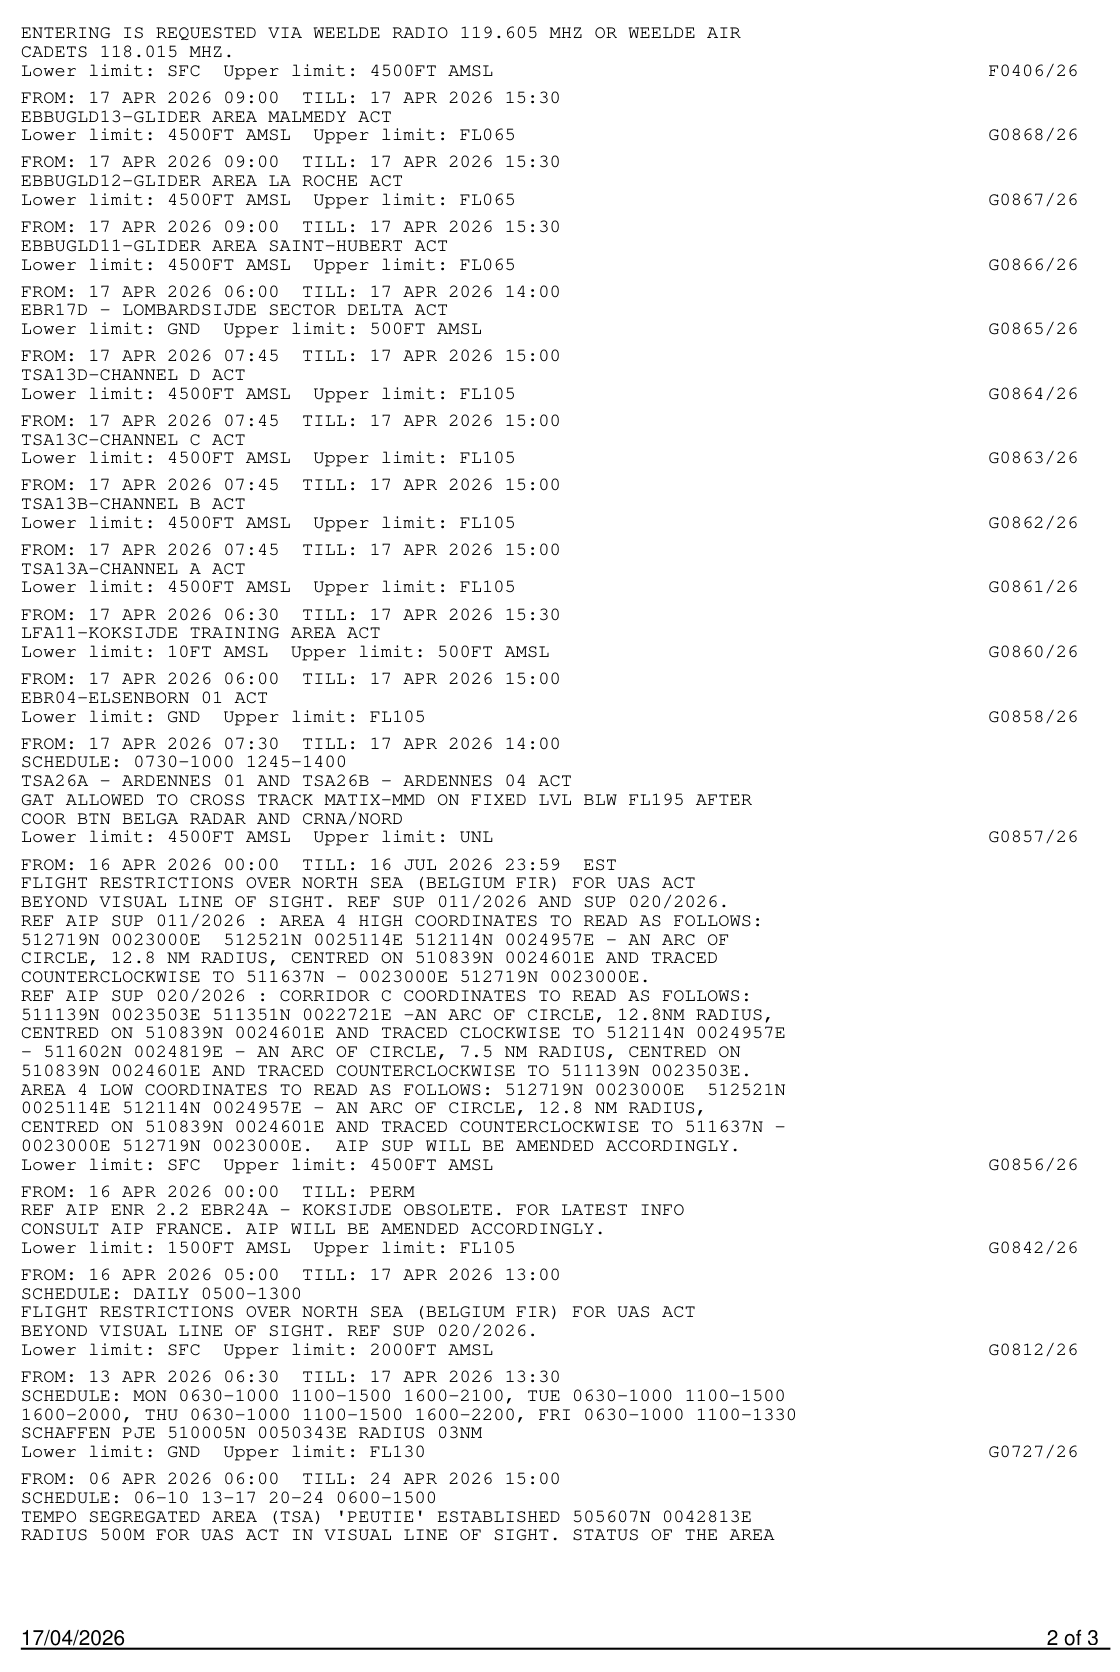 ENTERING IS REQUESTED VIA WEELDE RADIO 119.605 MHZ OR WEELDE AIR
CADETS 118.015 MHZ.
Lower limit: SFC  Upper limit: 4500FT AMSL F0406/26
FROM: 17 APR 2026 09:00  TILL: 17 APR 2026 15:30
EBBUGLD13-GLIDER AREA MALMEDY ACT
Lower limit: 4500FT AMSL  Upper limit: FL065 G0868/26
FROM: 17 APR 2026 09:00  TILL: 17 APR 2026 15:30
EBBUGLD12-GLIDER AREA LA ROCHE ACT
Lower limit: 4500FT AMSL  Upper limit: FL065 G0867/26
FROM: 17 APR 2026 09:00  TILL: 17 APR 2026 15:30
EBBUGLD11-GLIDER AREA SAINT-HUBERT ACT
Lower limit: 4500FT AMSL  Upper limit: FL065 G0866/26
FROM: 17 APR 2026 06:00  TILL: 17 APR 2026 14:00
EBR17D - LOMBARDSIJDE SECTOR DELTA ACT
Lower limit: GND  Upper limit: 500FT AMSL G0865/26
FROM: 17 APR 2026 07:45  TILL: 17 APR 2026 15:00
TSA13D-CHANNEL D ACT
Lower limit: 4500FT AMSL  Upper limit: FL105 G0864/26
FROM: 17 APR 2026 07:45  TILL: 17 APR 2026 15:00
TSA13C-CHANNEL C ACT
Lower limit: 4500FT AMSL  Upper limit: FL105 G0863/26
FROM: 17 APR 2026 07:45  TILL: 17 APR 2026 15:00
TSA13B-CHANNEL B ACT
Lower limit: 4500FT AMSL  Upper limit: FL105 G0862/26
FROM: 17 APR 2026 07:45  TILL: 17 APR 2026 15:00
TSA13A-CHANNEL A ACT
Lower limit: 4500FT AMSL  Upper limit: FL105 G0861/26
FROM: 17 APR 2026 06:30  TILL: 17 APR 2026 15:30
LFA11-KOKSIJDE TRAINING AREA ACT
Lower limit: 10FT AMSL  Upper limit: 500FT AMSL G0860/26
FROM: 17 APR 2026 06:00  TILL: 17 APR 2026 15:00
EBR04-ELSENBORN 01 ACT
Lower limit: GND  Upper limit: FL105 G0858/26
FROM: 17 APR 2026 07:30  TILL: 17 APR 2026 14:00
SCHEDULE: 0730-1000 1245-1400
TSA26A - ARDENNES 01 AND TSA26B - ARDENNES 04 ACT
GAT ALLOWED TO CROSS TRACK MATIX-MMD ON FIXED LVL BLW FL195 AFTER
COOR BTN BELGA RADAR AND CRNA/NORD
Lower limit: 4500FT AMSL  Upper limit: UNL G0857/26
FROM: 16 APR 2026 00:00  TILL: 16 JUL 2026 23:59  EST
FLIGHT RESTRICTIONS OVER NORTH SEA (BELGIUM FIR) FOR UAS ACT
BEYOND VISUAL LINE OF SIGHT. REF SUP 011/2026 AND SUP 020/2026.
REF AIP SUP 011/2026 : AREA 4 HIGH COORDINATES TO READ AS FOLLOWS:
512719N 0023000E  512521N 0025114E 512114N 0024957E - AN ARC OF
CIRCLE, 12.8 NM RADIUS, CENTRED ON 510839N 0024601E AND TRACED
COUNTERCLOCKWISE TO 511637N - 0023000E 512719N 0023000E.
REF AIP SUP 020/2026 : CORRIDOR C COORDINATES TO READ AS FOLLOWS:
511139N 0023503E 511351N 0022721E -AN ARC OF CIRCLE, 12.8NM RADIUS,
CENTRED ON 510839N 0024601E AND TRACED CLOCKWISE TO 512114N 0024957E
- 511602N 0024819E - AN ARC OF CIRCLE, 7.5 NM RADIUS, CENTRED ON
510839N 0024601E AND TRACED COUNTERCLOCKWISE TO 511139N 0023503E.
AREA 4 LOW COORDINATES TO READ AS FOLLOWS: 512719N 0023000E  512521N
0025114E 512114N 0024957E - AN ARC OF CIRCLE, 12.8 NM RADIUS,
CENTRED ON 510839N 0024601E AND TRACED COUNTERCLOCKWISE TO 511637N -
0023000E 512719N 0023000E.  AIP SUP WILL BE AMENDED ACCORDINGLY.
Lower limit: SFC  Upper limit: 4500FT AMSL G0856/26
FROM: 16 APR 2026 00:00  TILL: PERM
REF AIP ENR 2.2 EBR24A - KOKSIJDE OBSOLETE. FOR LATEST INFO
CONSULT AIP FRANCE. AIP WILL BE AMENDED ACCORDINGLY.
Lower limit: 1500FT AMSL  Upper limit: FL105 G0842/26
FROM: 16 APR 2026 05:00  TILL: 17 APR 2026 13:00
SCHEDULE: DAILY 0500-1300
FLIGHT RESTRICTIONS OVER NORTH SEA (BELGIUM FIR) FOR UAS ACT
BEYOND VISUAL LINE OF SIGHT. REF SUP 020/2026.
Lower limit: SFC  Upper limit: 2000FT AMSL G0812/26
FROM: 13 APR 2026 06:30  TILL: 17 APR 2026 13:30
SCHEDULE: MON 0630-1000 1100-1500 1600-2100, TUE 0630-1000 1100-1500
1600-2000, THU 0630-1000 1100-1500 1600-2200, FRI 0630-1000 1100-1330
SCHAFFEN PJE 510005N 0050343E RADIUS 03NM
Lower limit: GND  Upper limit: FL130 G0727/26
FROM: 06 APR 2026 06:00  TILL: 24 APR 2026 15:00
SCHEDULE: 06-10 13-17 20-24 0600-1500
TEMPO SEGREGATED AREA (TSA) 'PEUTIE' ESTABLISHED 505607N 0042813E
RADIUS 500M FOR UAS ACT IN VISUAL LINE OF SIGHT. STATUS OF THE AREA
17/04/2026 2 of 3